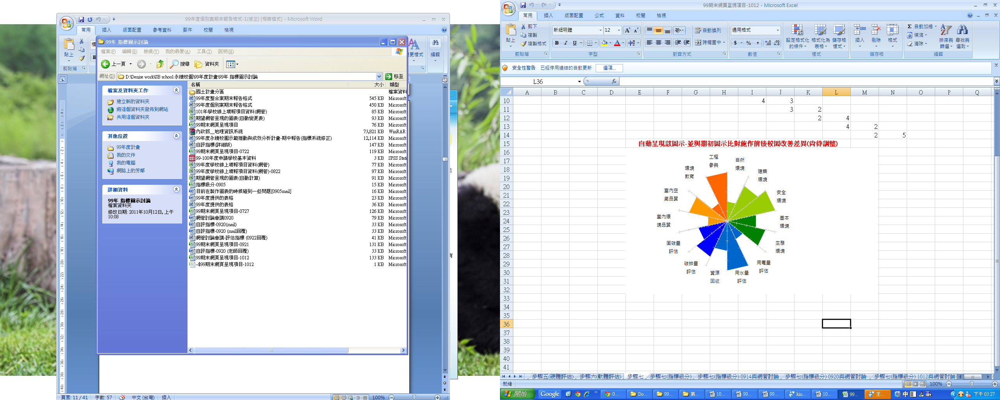 99年度個別案期末報告格式-1(修正) [相容模式] - Microsoft Word
常用 插入 版面配置 參考資料 郵件 校閱 檢視
貼上
剪貼簿
變更樣式
編輯
99年 指標圖示討論
檔案(F) 編輯(E) 檢視(V) 我的最愛(A) 工具(T) 說明(H)
上一頁 搜尋 資料夾
網址(D) D:\Denise work\SB school 永續校園\99年度計畫\99年 指標圖示討論 移至
檔案及資料夾工作
建立新的資料夾
將這個資料夾發佈到網站
共用這個資料夾
其他位置
99年度計畫
我的文件
我的電腦
網路上的芳鄰
詳細資料
99年 指標圖示討論
檔案資料夾
修改日期: 2011年10月12日, 上午
10:08
名稱 大小 類型
國土計畫分區 檔案資料
99年度整合案期末報告格式 545 KB Microsoft
99年度個別案期末報告格式 450 KB Microsoft
101年學校線上填報項目資料(網管) 85 KB Microsoft
期望網管呈現的圖表(自動變更表) 93 KB Microsoft
99期末網頁呈現項目 76 KB Microsoft
內政部__地理資訊系統 73,821 KB WinRAR
99年度永續校園示範推動與成效分析計畫-期中報告(指標系統修正) 12,114 KB Microsoft
自評指標(詳細版) 147 KB Microsoft
99期末網頁呈現項目-0722 119 KB Microsoft
99-100年度申請學校基本資料 3 KB SPSS Stati
99年度學校線上填報項目資料(網管) 77 KB Microsoft
99年度學校線上填報項目資料(網管)-0822 97 KB Microsoft
期望網管呈現的圖表(自動計算) 91 KB Microsoft
指標級分-0905 15 KB Microsoft
目前在製作圖表的時候碰到一些問題[0905mail] 16 KB Microsoft
99年度提供的表格 23 KB Microsoft
99年度提供的表格 36 KB Microsoft
99期末網頁呈現項目-0727 126 KB Microsoft
網管討論會議0920 79 KB Microsoft
自評指標-0920(mail) 33 KB Microsoft
自評指標-0920 (mail回覆) 33 KB Microsoft
網管討論會議-評估指標 (0922回覆) 41 KB Microsoft
99期末網頁呈現項目-0921 131 KB Microsoft
自評指標-0920 (老師回覆) 33 KB Microsoft
99期末網頁呈現項目-1012 133 KB Microsoft
~$99期末網頁呈現項目-1012 1 KB Microsoft
頁面: 11 / 41 字數: 57 中文 (台灣) 插入 100%
99期末網頁呈現項目-1012 - Microsoft Excel
常用 插入 版面配置 公式 資料 校閱 檢視
貼上 剪下 複製 複製格式
新細明體 12
自動換列
跨欄置中
通用格式
設定格式化的條件 格式化為表格 儲存格樣式
插入 刪除 格式
自動加總 填滿 清除
排序與篩選 尋找與選取
剪貼簿 字型 對齊方式 數值 樣式 儲存格 編輯
安全性警告 已經停用連結的自動更新 選項...
L36 fx
A B C D E F G H I J K L M N O P Q
10 4 3
11 3 2
12 2 4
13 4 2
14 2 5
15 自動呈現該圖示-並與期初圖示比對施作前後校園改善差異(尚待調整)
16
17
18
19
20
21
22
23
24
25
26
27
28
29
30
31
32
33
34
35
36
37
38
39
40
41
工程
參與
自然
環境
建築
環境
安全
環境
基本
環境
生態
環境
用電量
評估
用水量
評估
資源
回收
碳排量
評估
固碳量
評估
室內環
境品質
室內空
氣品質
環境
教育
步驟五(硬體評估) 步驟六(軟體評估) 步驟七 步驟七(指標級分) 步驟七(指標級分) 0914與網管討論 步驟七(指標級分) 0920與網管討論 步驟七(指標級分) 1012與網管討論
就緒 100%
開始 Google G... Do... 99... 第... 10... 99... 99... kin... 10... 99... 王... 中 下午 03:27